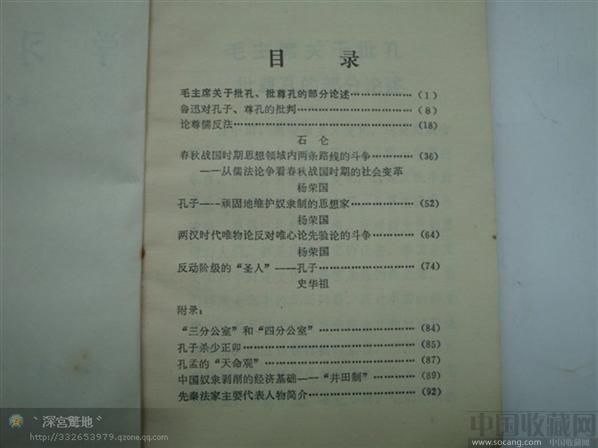 学习
目录
毛主席关于批孔、批尊孔的部分论述……………（1）
鲁迅对孔子、尊孔的批判……………（8）
论尊儒反法……………（18）
石仑
春秋战国时期思想领域内两条路线的斗争……………（36）
——从儒法论争看春秋战国时期的社会变革
杨荣国
孔子——顽固地维护奴隶制的思想家……………（52）
杨荣国
两汉时代唯物论反对唯心论先验论的斗争……………（64）
杨荣国
反动阶级的“圣人”——孔子……………（74）
史华祖
附录：
“三分公室”和“四分公室”……………（84）
孔子杀少正卯……………（85）
孔孟的“天命观”……………（87）
中国奴隶剥削的经济基础——“井田制”……………（89）
先秦法家主要代表人物简介……………（92）
深宫墓地
http://332653979.qzone.qq.com
中国收藏网
www.socang.com